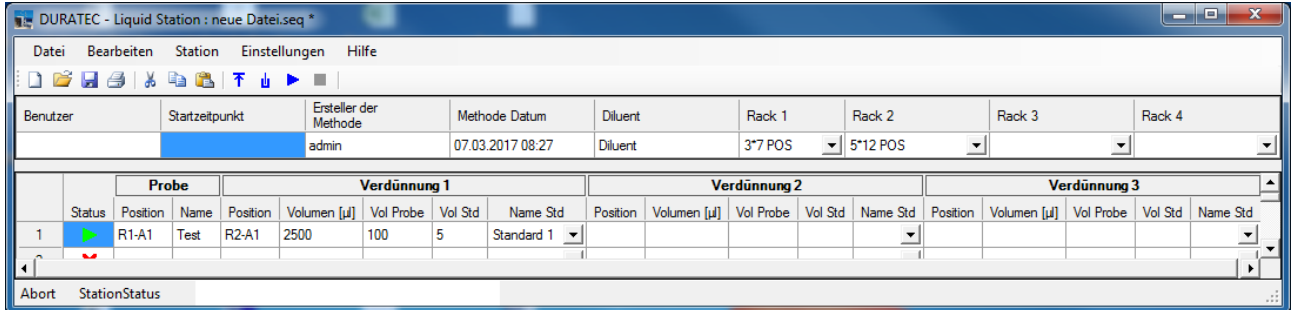 DURATEC - Liquid Station : neue Datei.seq *
Datei Bearbeiten Station Einstellungen Hilfe
Benutzer Startzeitpunkt Ersteller der Methode Methode Datum Diluent Rack 1 Rack 2 Rack 3 Rack 4
admin 07.03.2017 08:27 Diluent 3*7 POS 5*12 POS
Probe Verdünnung 1 Verdünnung 2 Verdünnung 3
Status Position Name Position Volumen [µl] Vol Probe Vol Std Name Std Position Volumen [µl] Vol Probe Vol Std Name Std Position Volumen [µl] Vol Probe Vol Std Name Std
1 R1-A1 Test R2-A1 2500 100 5 Standard 1
Abort StationStatus